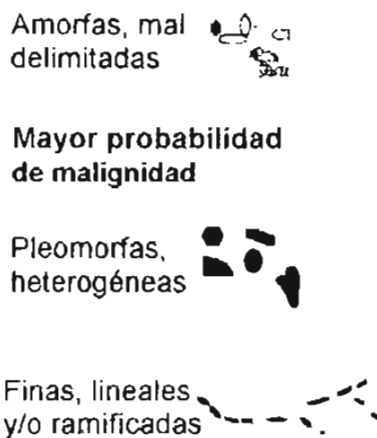 Amorfas, mal
delimitadas
Mayor probabilidad
de malignidad
Pleomorfas,
heterogéneas
Finas, lineales
y/o ramificadas